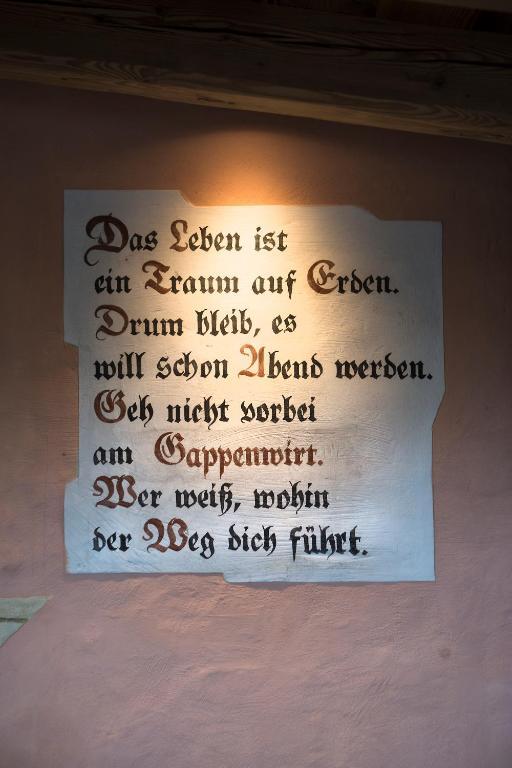 Das Leben ist
ein Traum auf Erden.
Drum bleib, es
will schon Abend werden.
Geh nicht vorbei
am Gappenwirt.
Wer weiß, wohin
der Weg dich führt.